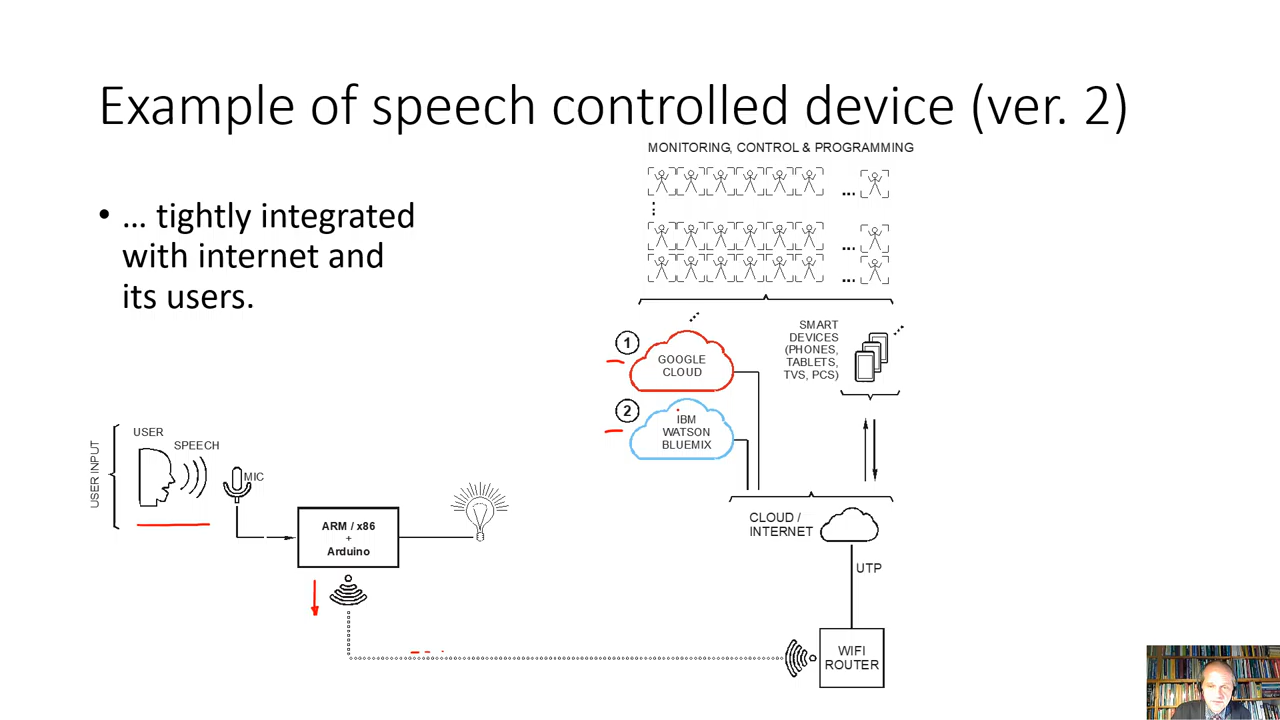 Example of speech controlled device (ver. 2)
• ... tightly integrated
with internet and
its users.
MONITORING, CONTROL & PROGRAMMING
...
...
...
1
GOOGLE
CLOUD
2
IBM
WATSON
BLUEMIX
SMART
DEVICES
(PHONES,
TABLETS,
TVS, PCS)
USER INPUT
USER
SPEECH
MIC
ARM / x86
+
Arduino
CLOUD /
INTERNET
UTP
WIFI
ROUTER